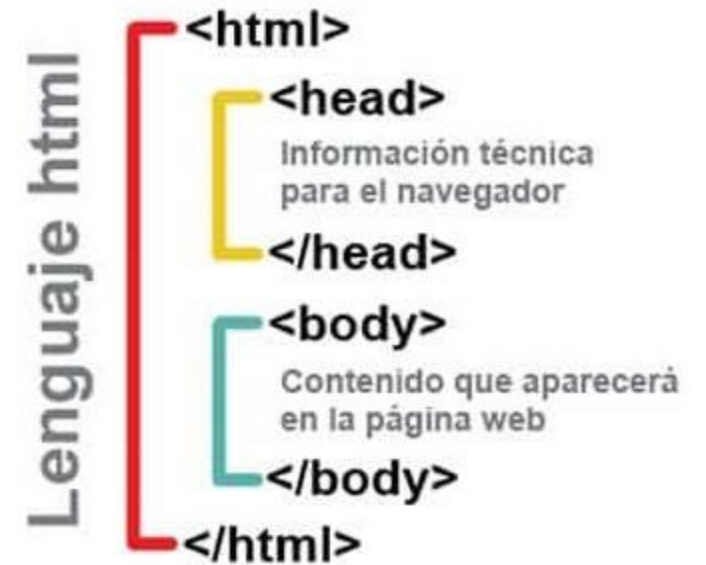 Lenguaje html
<html>
<head>
Información técnica
para el navegador
</head>
<body>
Contenido que aparecerá
en la página web
</body>
</html>